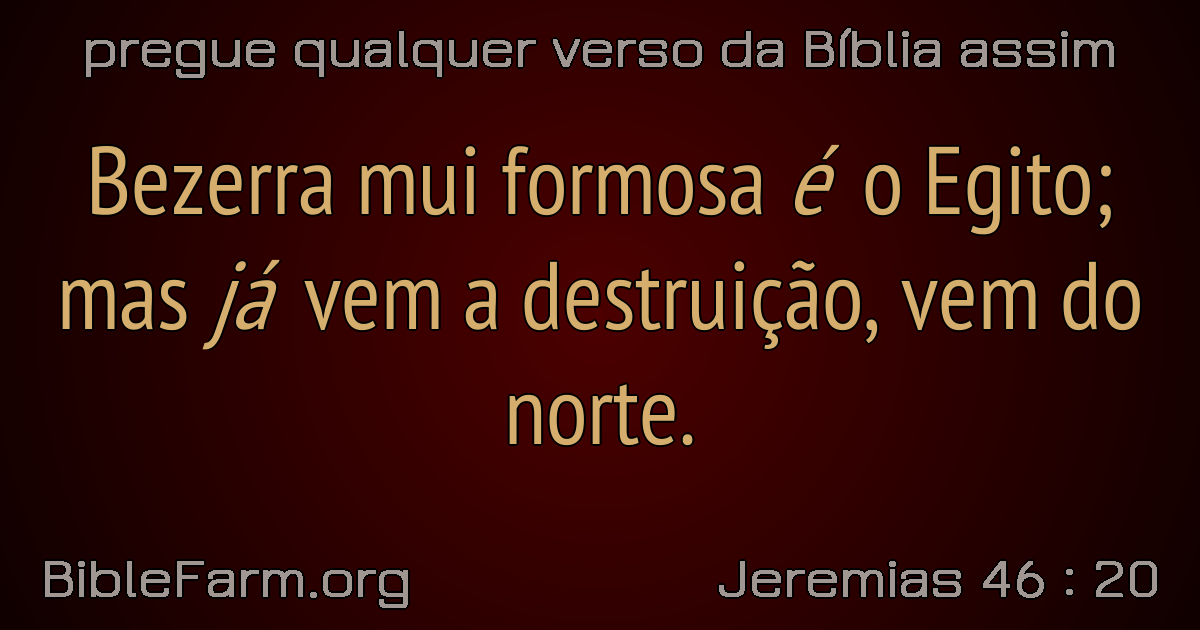 pregue qualquer verso da Bíblia assim
Bezerra mui formosa é o Egito;
mas já vem a destruição, vem do
norte.
BibleFarm.org
Jeremias 46 : 20